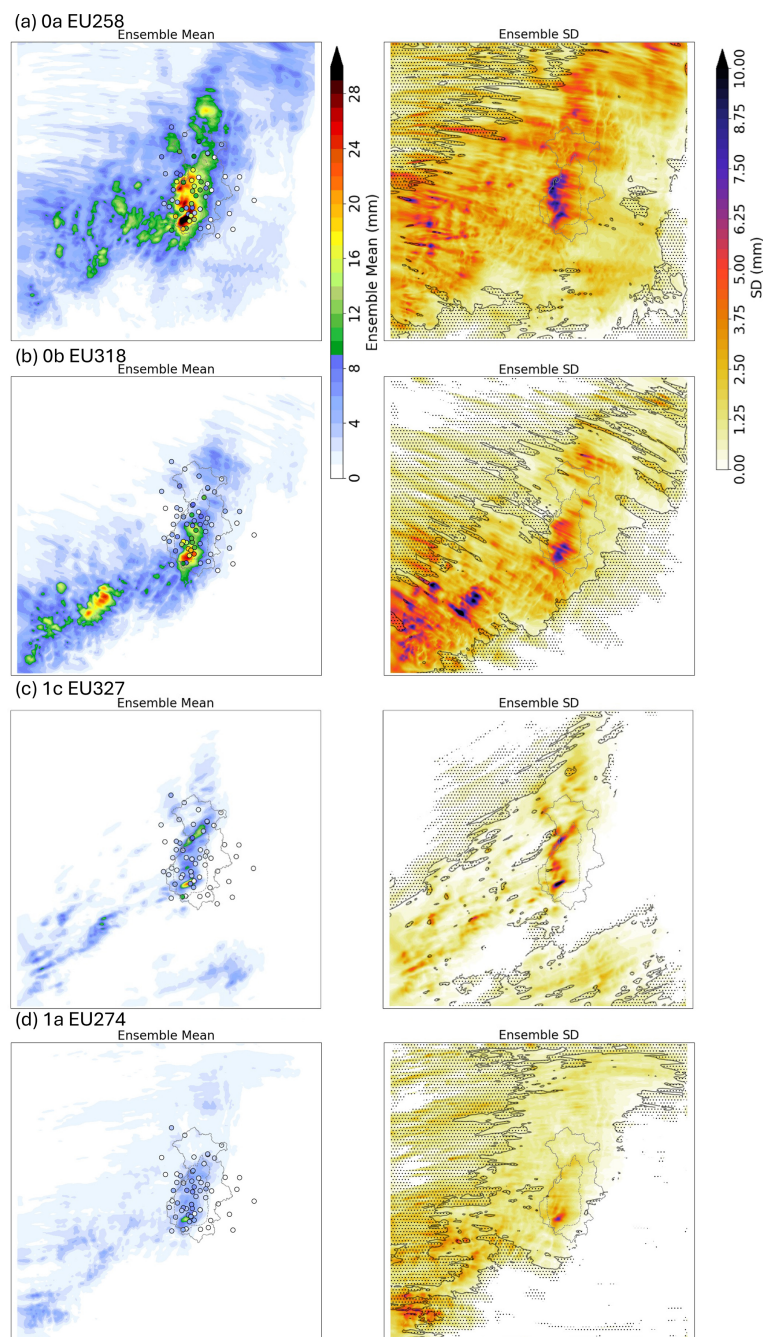 (a) 0a EU258
Ensemble Mean
Ensemble SD
28
24
20
16
12
8
4
0
Ensemble Mean (mm)
10.00
8.75
7.50
6.25
5.00
3.75
2.50
1.25
0.00
SD (mm)
(b) 0b EU318
Ensemble Mean
Ensemble SD
(c) 1c EU327
Ensemble Mean
Ensemble SD
(d) 1a EU274
Ensemble Mean
Ensemble SD